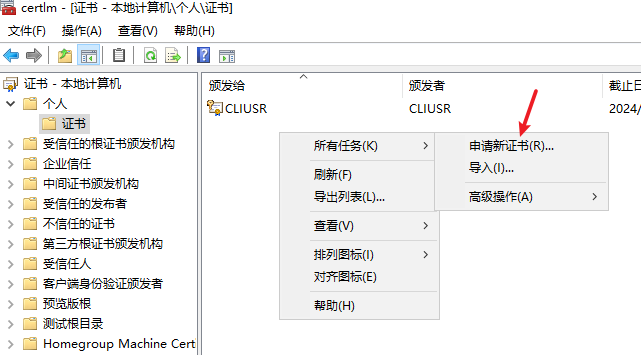 certlm - [证书 - 本地计算机\个人\证书]
文件(F) 操作(A) 查看(V) 帮助(H)
证书 - 本地计算机
个人
证书
受信任的根证书颁发机构
企业信任
中间证书颁发机构
受信任的发布者
不信任的证书
第三方根证书颁发机构
受信任人
客户端身份验证颁发者
预览版根
测试根目录
Homegroup Machine Cert
颁发给 颁发者 截止日
CLIUSR CLIUSR 2024/
所有任务(K)
刷新(F)
导出列表(L)...
查看(V)
排列图标(I)
对齐图标(E)
帮助(H)
申请新证书(R)...
导入(I)...
高级操作(A)